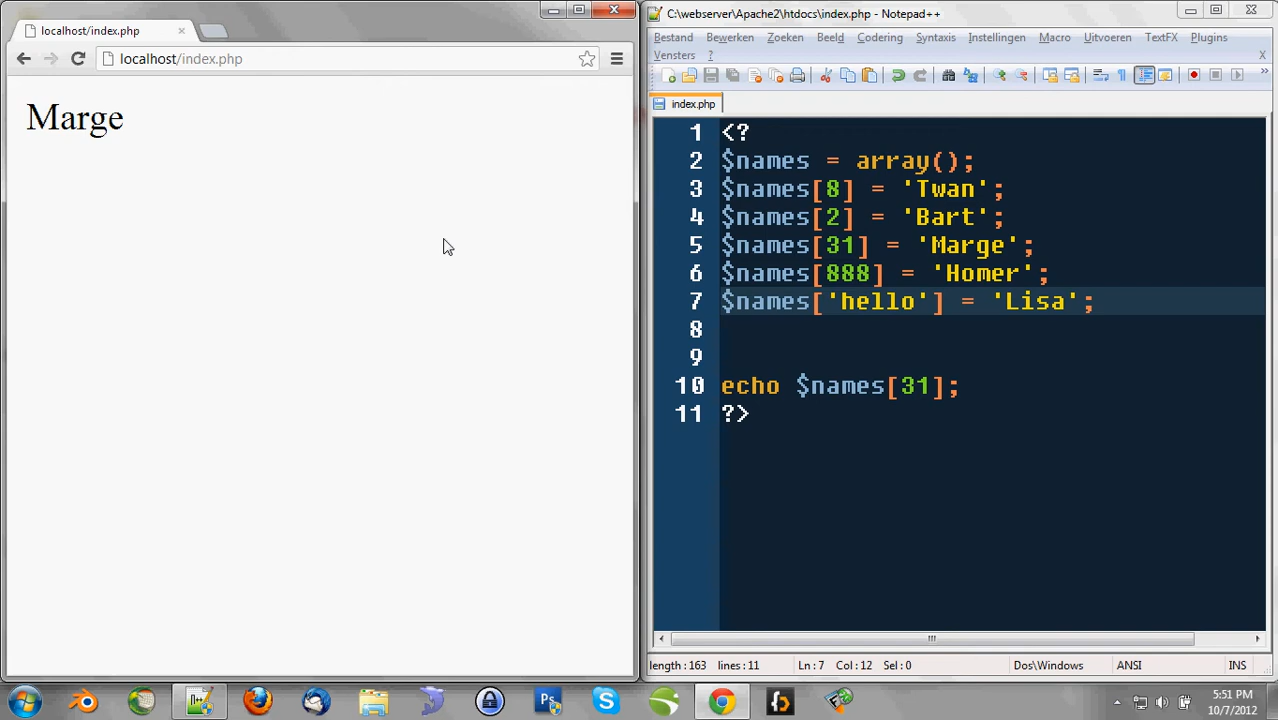 localhost/index.php
localhost/index.php
Marge
C:\webserver\Apache2\htdocs\index.php - Notepad++
Bestand Bewerken Zoeken Beeld Codering Syntaxis Instellingen Macro Uitvoeren TextFX Plugins
Vensters ? X
index.php
1 <?
2 $names = array();
3 $names[8] = 'Twan';
4 $names[2] = 'Bart';
5 $names[31] = 'Marge';
6 $names[888] = 'Homer';
7 $names['hello'] = 'Lisa';
8
9
10 echo $names[31];
11 ?>
length:163 lines:11 Ln:7 Col:12 Sel:0 Dos\Windows ANSI INS
5:51 PM
10/7/2012